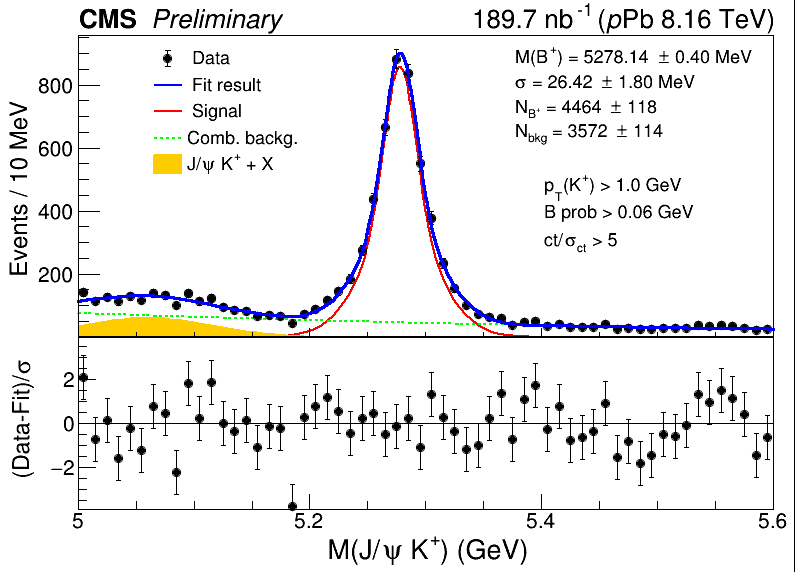 CMS Preliminary 189.7 nb⁻¹ (pPb 8.16 TeV)
Data
Fit result
Signal
Comb. backg.
J/ψ K⁺ + X
M(B⁺) = 5278.14 ± 0.40 MeV
σ = 26.42 ± 1.80 MeV
N_B⁺ = 4464 ± 118
N_bkg = 3572 ± 114
p_T(K⁺) > 1.0 GeV
B prob > 0.06 GeV
ct/σ_ct > 5
Events / 10 MeV
800
600
400
200
(Data-Fit)/σ
2
0
−2
5 5.2 5.4 5.6
M(J/ψ K⁺) (GeV)